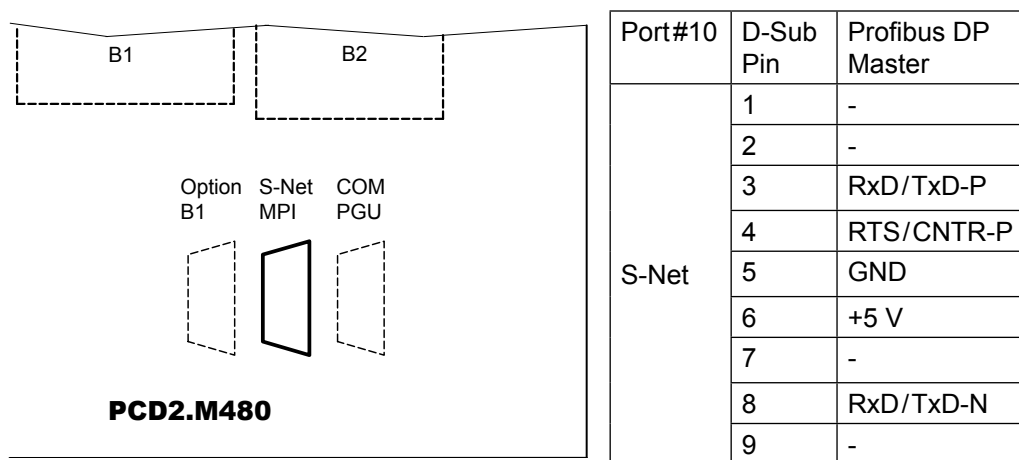 B1
B2
Option S-Net COM
B1 MPI PGU
PCD2.M480
Port#10 D-Sub Pin Profibus DP Master
S-Net
1 -
2 -
3 RxD/TxD-P
4 RTS/CNTR-P
5 GND
6 +5 V
7 -
8 RxD/TxD-N
9 -